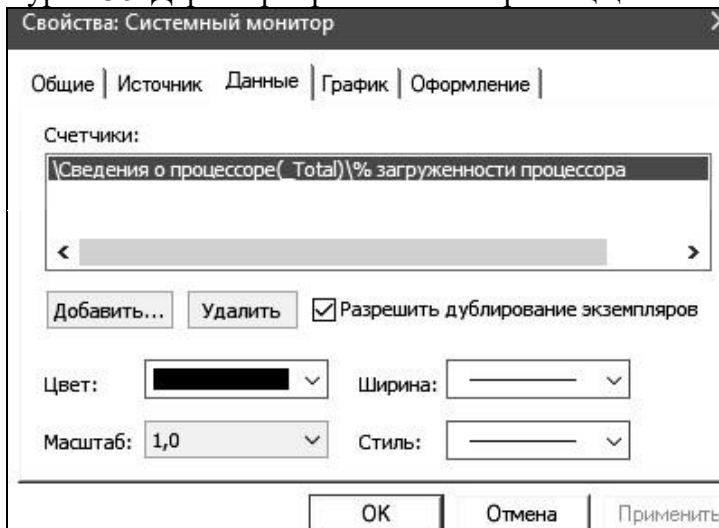 Свойства: Системный монитор
Общие Источник Данные График Оформление
Счетчики:
\Сведения о процессоре(_Total)\% загруженности процессора
Добавить... Удалить Разрешить дублирование экземпляров
Цвет: Ширина:
Масштаб: 1,0 Стиль:
OK Отмена Применить